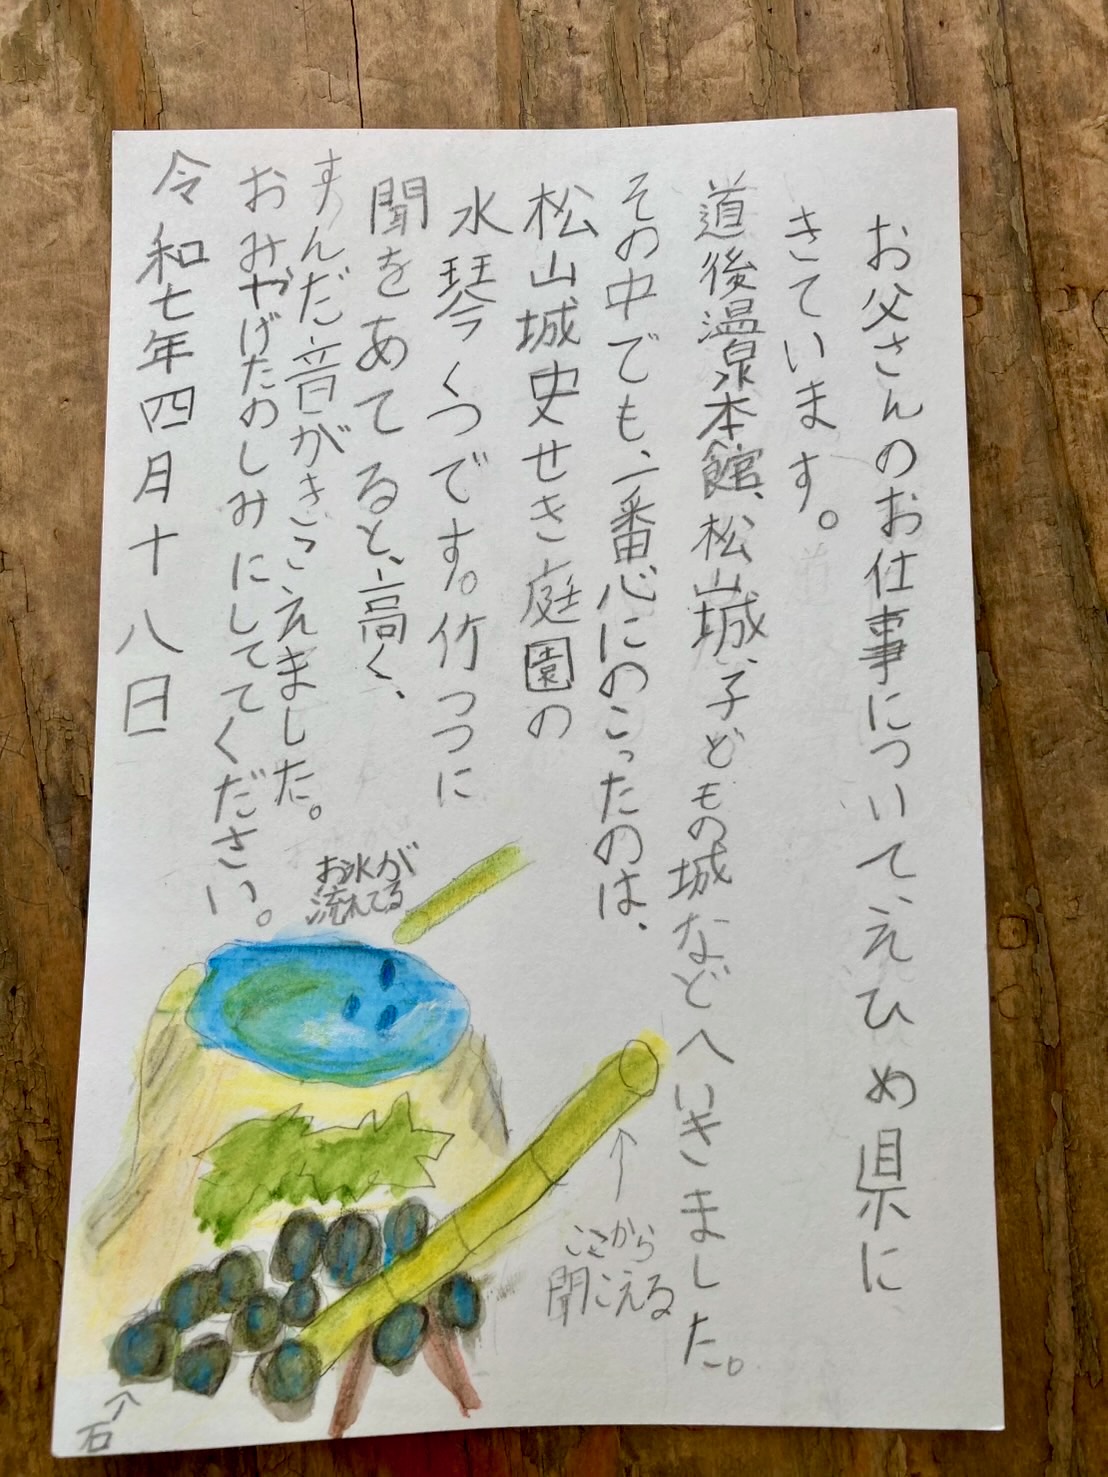 お父さんのお仕事について、えひめ県に
きています。
道後温泉本館、松山城、子どもの城などへいきました。
その中でも、一番心にのこったのは、
松山城史せき庭園の
水琴くつです。竹つつに
聞をあてると、高く、
すんだ音がきこえました。
おみやげたのしみにしててください。
令和七年四月十八日
お水が
流れてる
ここから
聞こえる
石